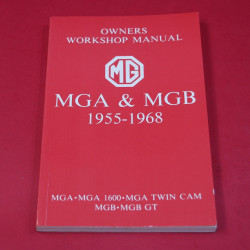 OWNERS
WORKSHOP MANUAL
MG
MGA & MGB
1955-1968
MGA•MGA 1600•MGA TWIN CAM
MGB•MGB GT